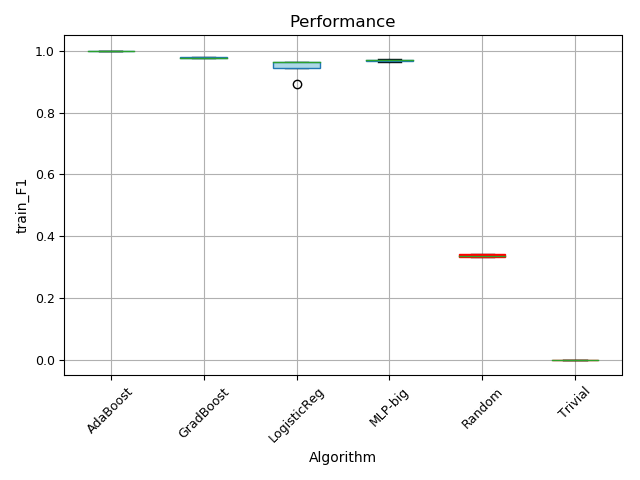 Performance
train_F1
1.0
0.8
0.6
0.4
0.2
0.0
AdaBoost
GradBoost
LogisticReg
MLP-big
Random
Trivial
Algorithm